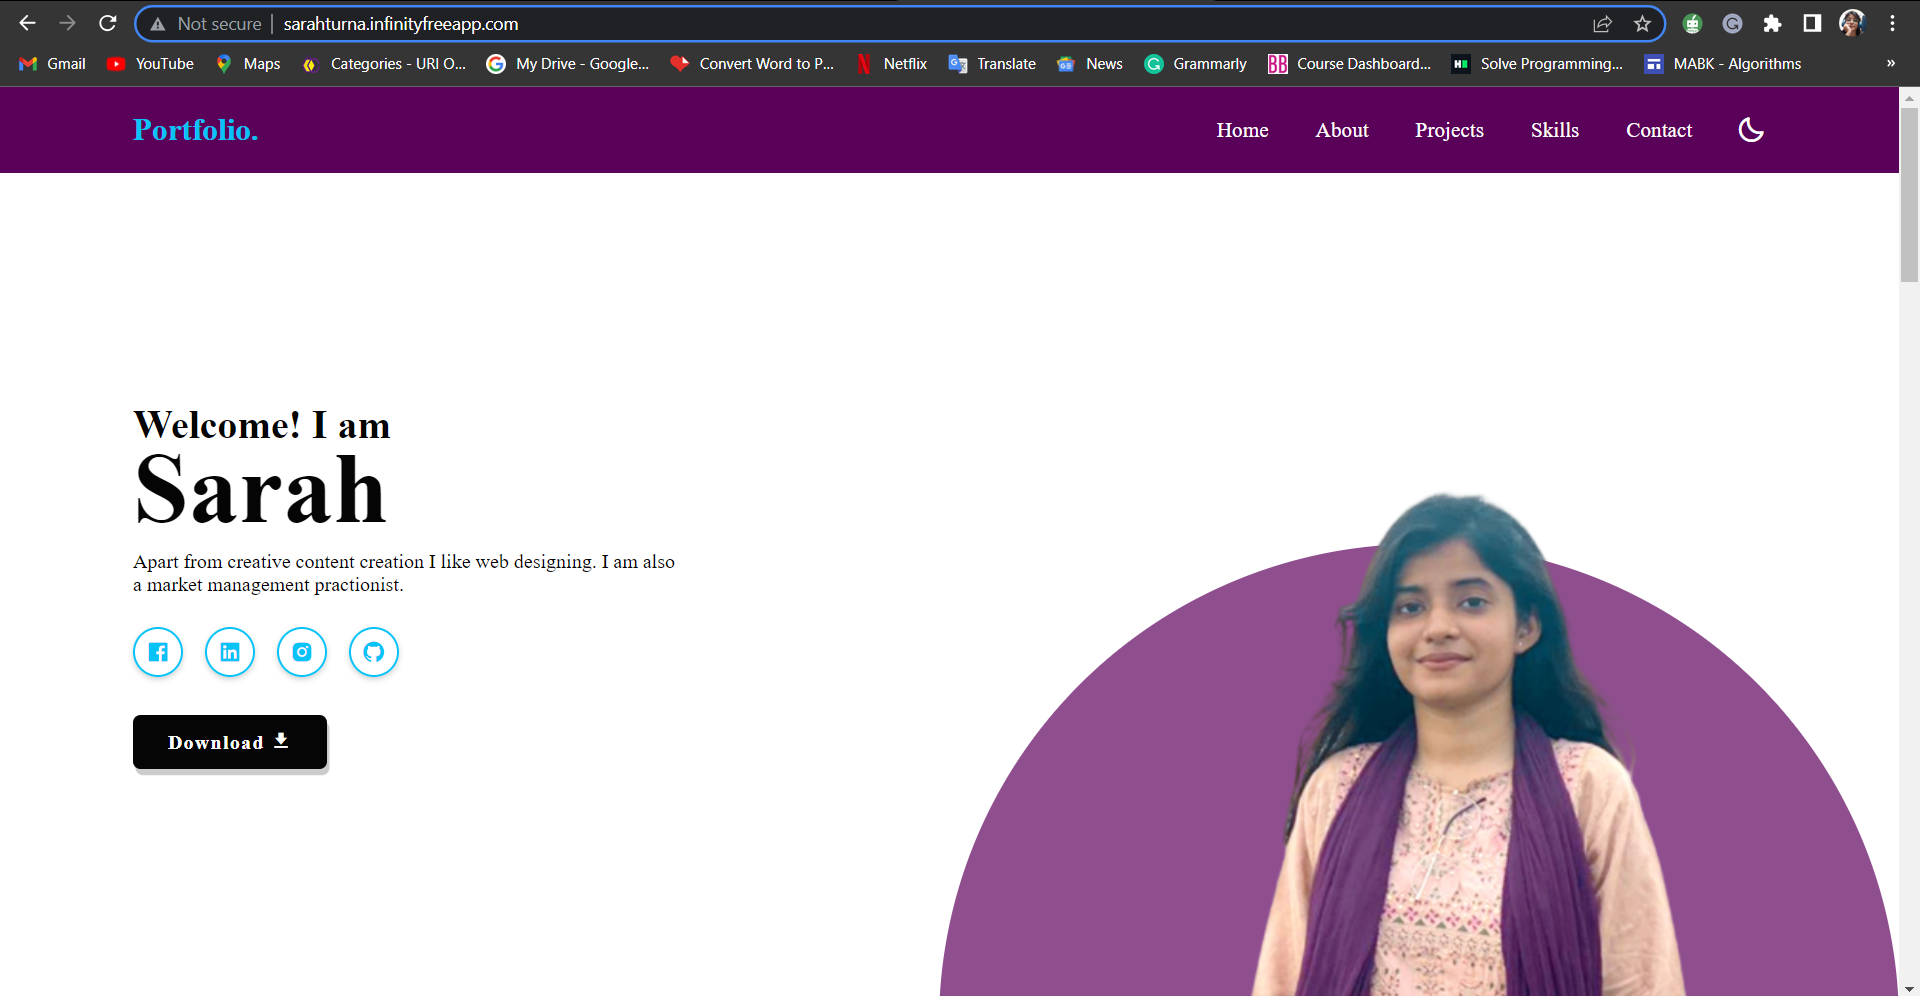 Not secure sarahturna.infinityfreeapp.com
Gmail YouTube Maps Categories - URI O... My Drive - Google... Convert Word to P... Netflix Translate News Grammarly Course Dashboard... Solve Programming... MABK - Algorithms »
Portfolio. Home About Projects Skills Contact
Welcome! I am
Sarah
Apart from creative content creation I like web designing. I am also
a market management practionist.
Download